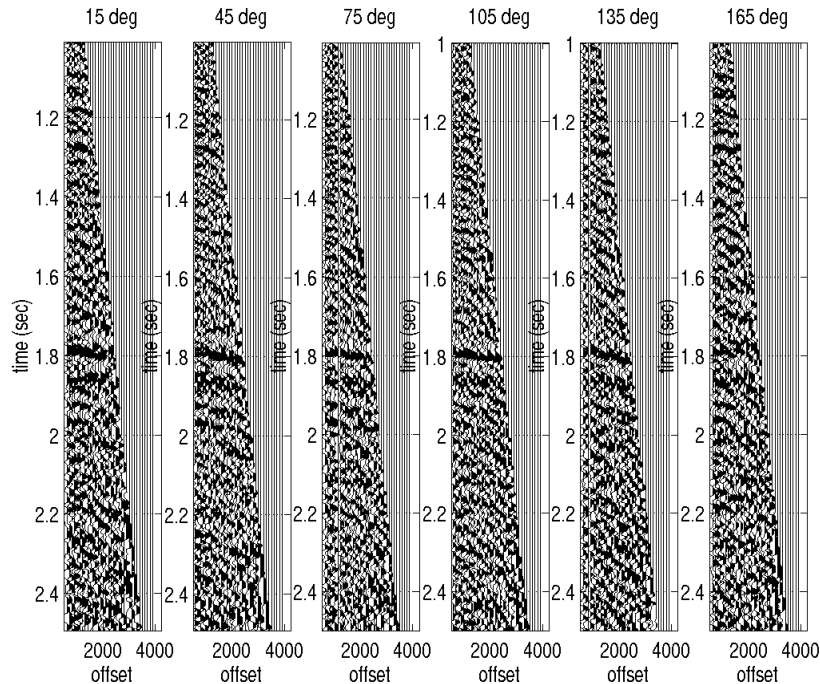 15 deg 45 deg 75 deg 105 deg 135 deg 165 deg
1 1
1.2 1.2 1.2 1.2 1.2 1.2
1.4 1.4 1.4 1.4 1.4 1.4
1.6 1.6 1.6 1.6 1.6 1.6
time (sec) time (sec) time (sec) time (sec) time (sec) time (sec)
1.8 1.8 1.8 1.8 1.8 1.8
2 2 2 2 2 2
2.2 2.2 2.2 2.2 2.2 2.2
2.4 2.4 2.4 2.4 2.4 2.4
2000 4000 2000 4000 2000 4000 2000 4000 2000 4000 2000 4000
offset offset offset offset offset offset